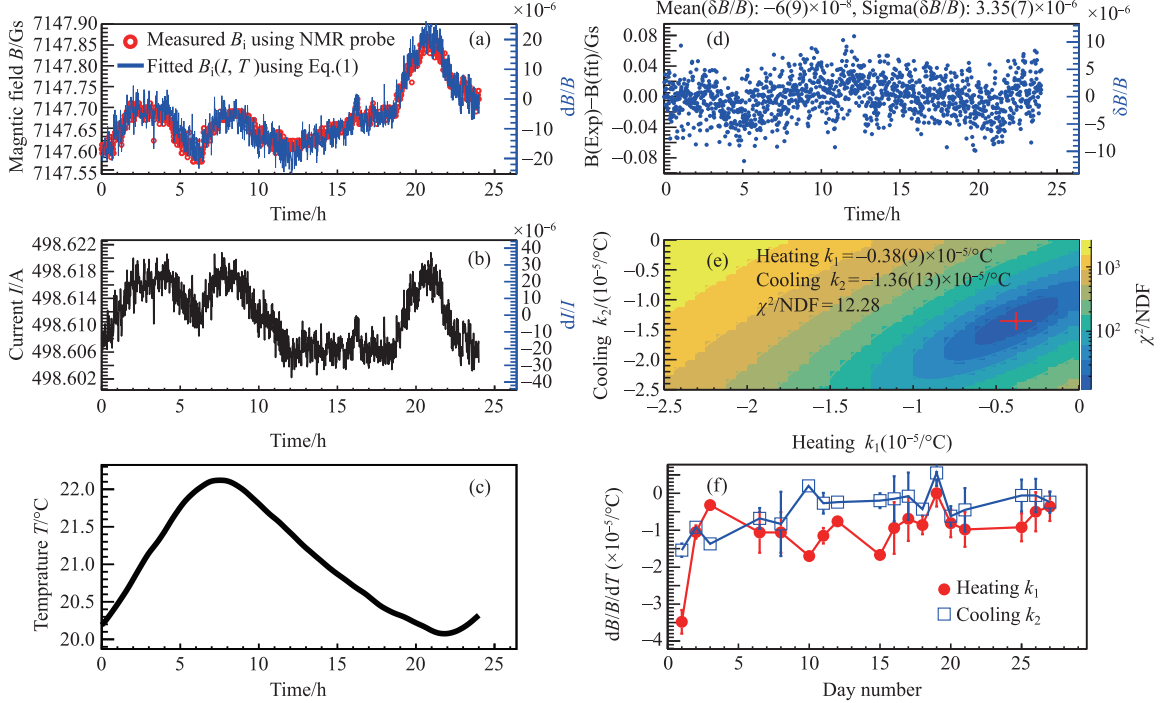 Mean(δB/B): −6(9)×10⁻⁸, Sigma(δB/B): 3.35(7)×10⁻⁶
×10⁻⁶
7147.90
7147.80
7147.70
7147.60
7147.55
Magntic field B/Gs
Measured Bᵢ using NMR probe
Fitted Bᵢ(I, T )using Eq.(1)
(a)
20
10
0
−10
−20
dB/B
0 5 10 15 20 25
Time/h
(d)
×10⁻⁶
0.08
0.04
0.00
−0.04
−0.08
B(Exp)−B(fit)/Gs
10
5
0
−5
−10
δB/B
0 5 10 15 20 25
Time/h
×10⁻⁶
498.622
498.618
498.614
498.610
498.606
498.602
Current I/A
(b)
40
30
20
10
0
−10
−20
−30
−40
dI/I
0 5 10 15 20 25
Time/h
0
−0.5
−1.0
−1.5
−2.0
−2.5
Cooling k₂/(10⁻⁵/°C)
(e)
Heating k₁=−0.38(9)×10⁻⁵/°C
Cooling k₂=−1.36(13)×10⁻⁵/°C
χ²/NDF=12.28
10³
10²
χ²/NDF
−2.5 −2 −1.5 −1 −0.5 0
Heating k₁(10⁻⁵/°C)
22.0
21.5
21.0
20.5
20.0
Temprature T/°C
(c)
0 5 10 15 20 25
Time/h
0
−1
−2
−3
−4
dB/B/dT (×10⁻⁵/°C)
(f)
Heating k₁
Cooling k₂
0 5 10 15 20 25
Day number